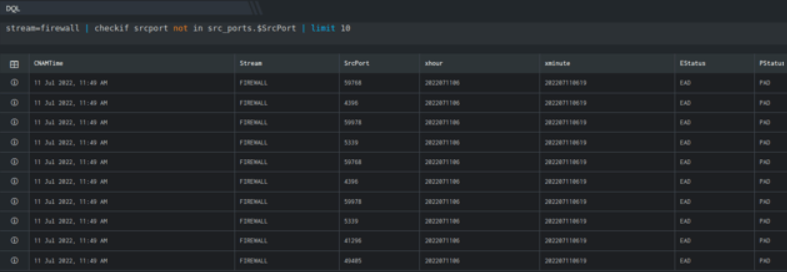 DQL
stream=firewall | checkif srcport not in src_ports.$SrcPort | limit 10
CNAMTime Stream SrcPort xhour xminute EStatus PStatus
11 Jul 2022, 11:49 AM FIREWALL 59768 2022071106 202207110619 EAD PAD
11 Jul 2022, 11:49 AM FIREWALL 4396 2022071106 202207110619 EAD PAD
11 Jul 2022, 11:49 AM FIREWALL 59978 2022071106 202207110619 EAD PAD
11 Jul 2022, 11:49 AM FIREWALL 5339 2022071106 202207110619 EAD PAD
11 Jul 2022, 11:49 AM FIREWALL 59768 2022071106 202207110619 EAD PAD
11 Jul 2022, 11:49 AM FIREWALL 4396 2022071106 202207110619 EAD PAD
11 Jul 2022, 11:49 AM FIREWALL 59978 2022071106 202207110619 EAD PAD
11 Jul 2022, 11:49 AM FIREWALL 5339 2022071106 202207110619 EAD PAD
11 Jul 2022, 11:49 AM FIREWALL 41296 2022071106 202207110619 EAD PAD
11 Jul 2022, 11:49 AM FIREWALL 49405 2022071106 202207110619 EAD PAD